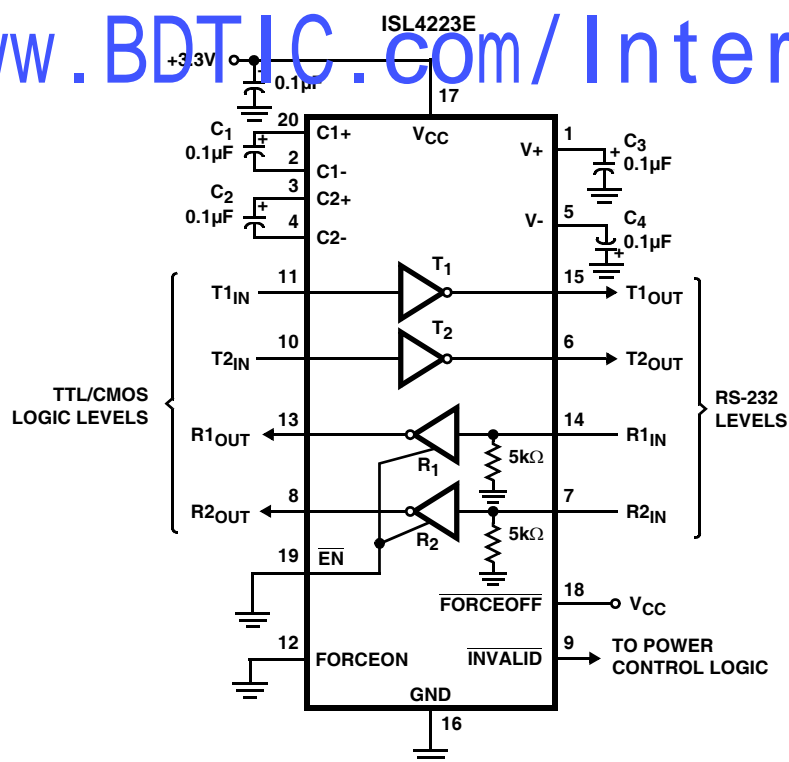 ISL4223E
ww.BDTIC.com/Inter
+3.3V
0.1µF
17
20
C1+
VCC
1
C1
0.1µF
V+
+
C3
0.1µF
2
C1-
3
C2+
C2
0.1µF
4
C2-
V-
5
C4
0.1µF
+
T1
T1IN
11
15
T1OUT
T2
T2IN
10
6
T2OUT
TTL/CMOS
LOGIC LEVELS
RS-232
LEVELS
R1OUT
13
14
R1IN
R1
5kΩ
R2OUT
8
7
R2IN
R2
5kΩ
19
EN
FORCEOFF
18
VCC
12
FORCEON
INVALID
9
TO POWER
CONTROL LOGIC
GND
16